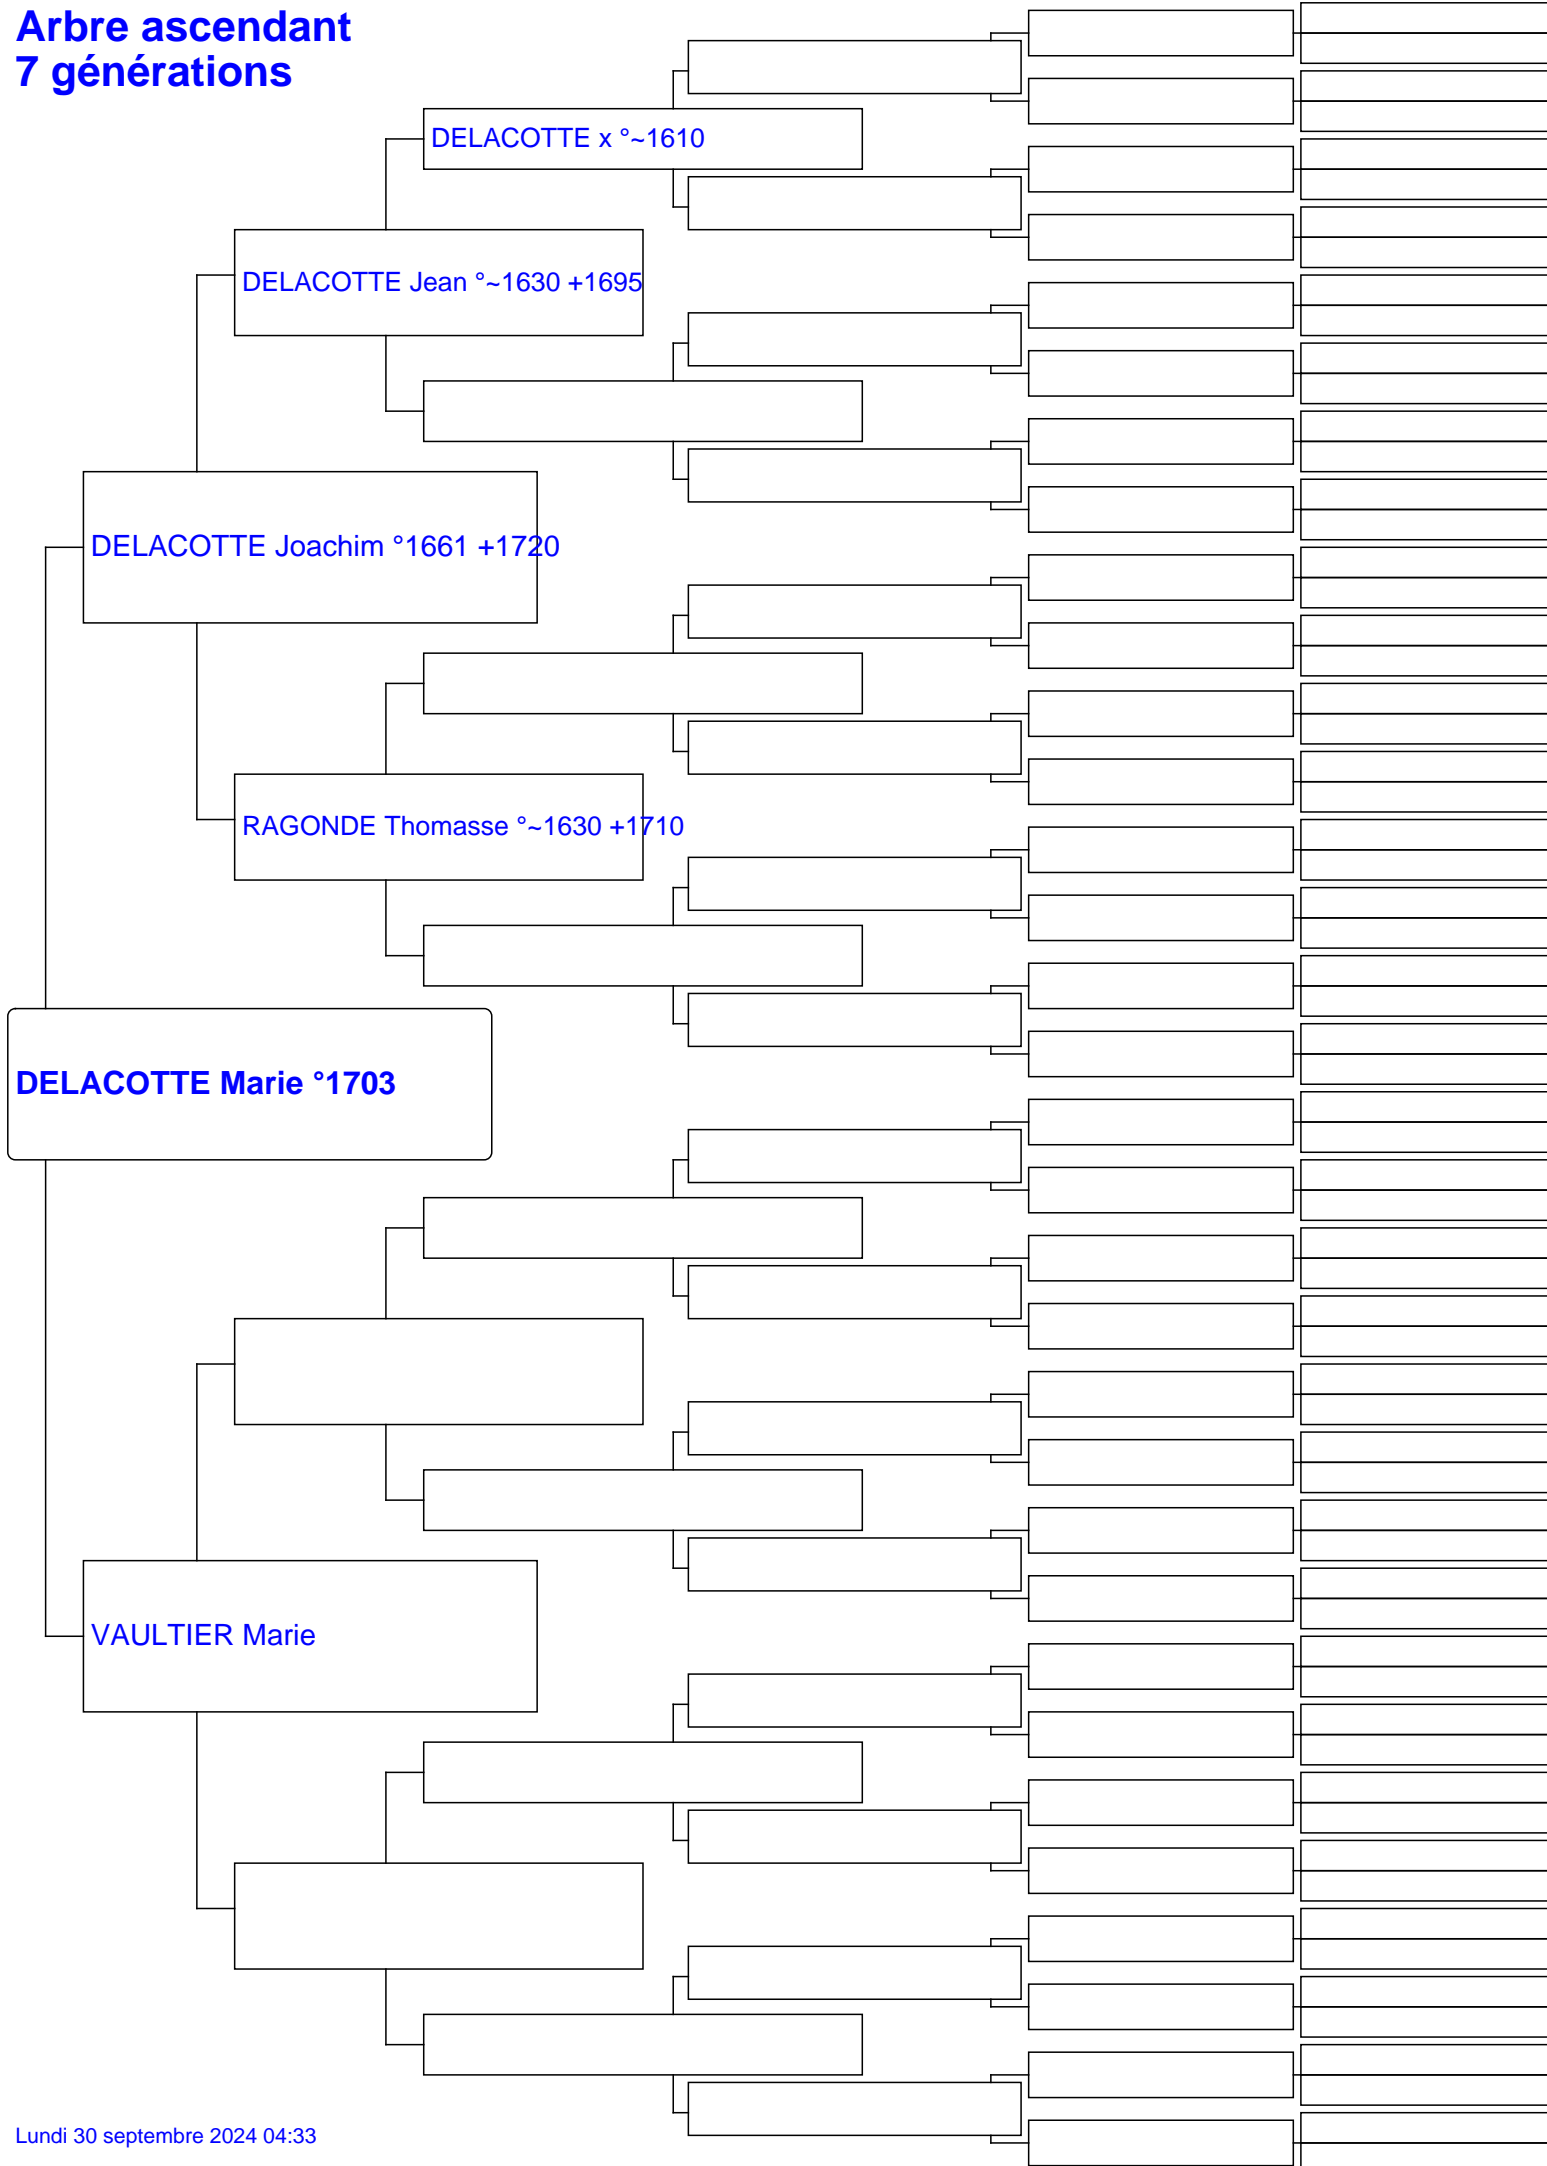 Arbre ascendant
7 générations
DELACOTTE x °~1610
DELACOTTE Jean °~1630 +1695
DELACOTTE Joachim °1661 +1720
RAGONDE Thomasse °~1630 +1710
DELACOTTE Marie °1703
VAULTIER Marie
Lundi 30 septembre 2024 04:33